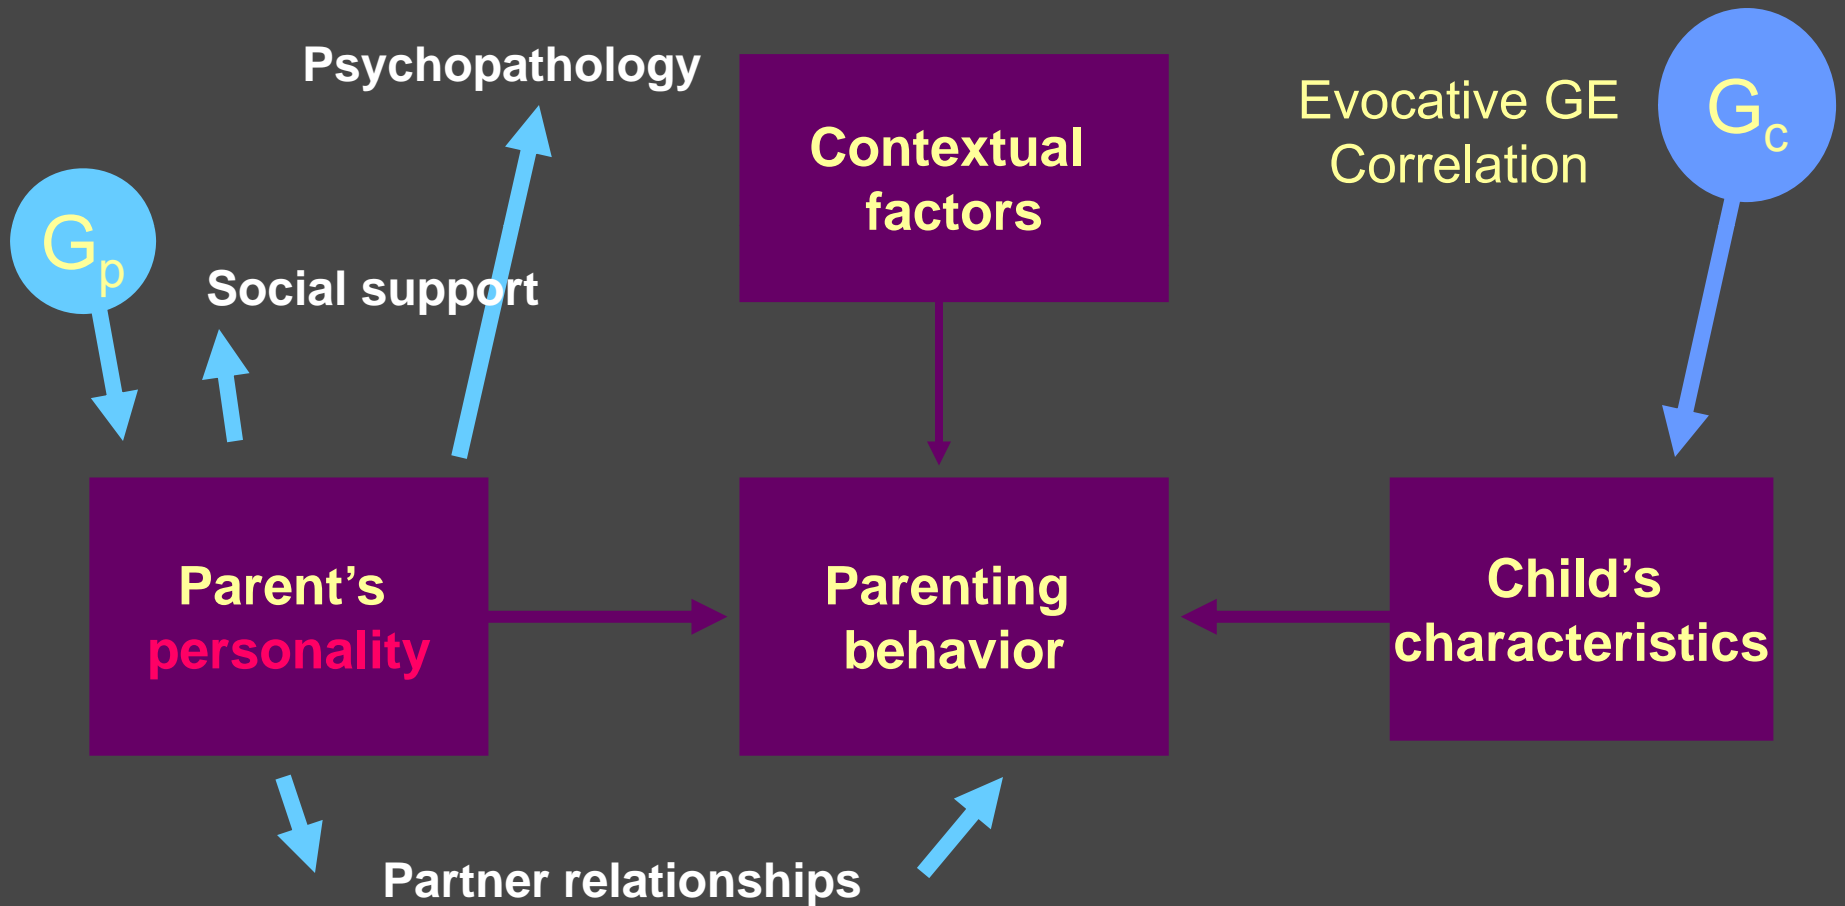 Psychopathology
Contextual
factors
Evocative GE
Correlation
Gc
Gp
Social support
Parent’s
personality
Parenting
behavior
Child’s
characteristics
Partner relationships